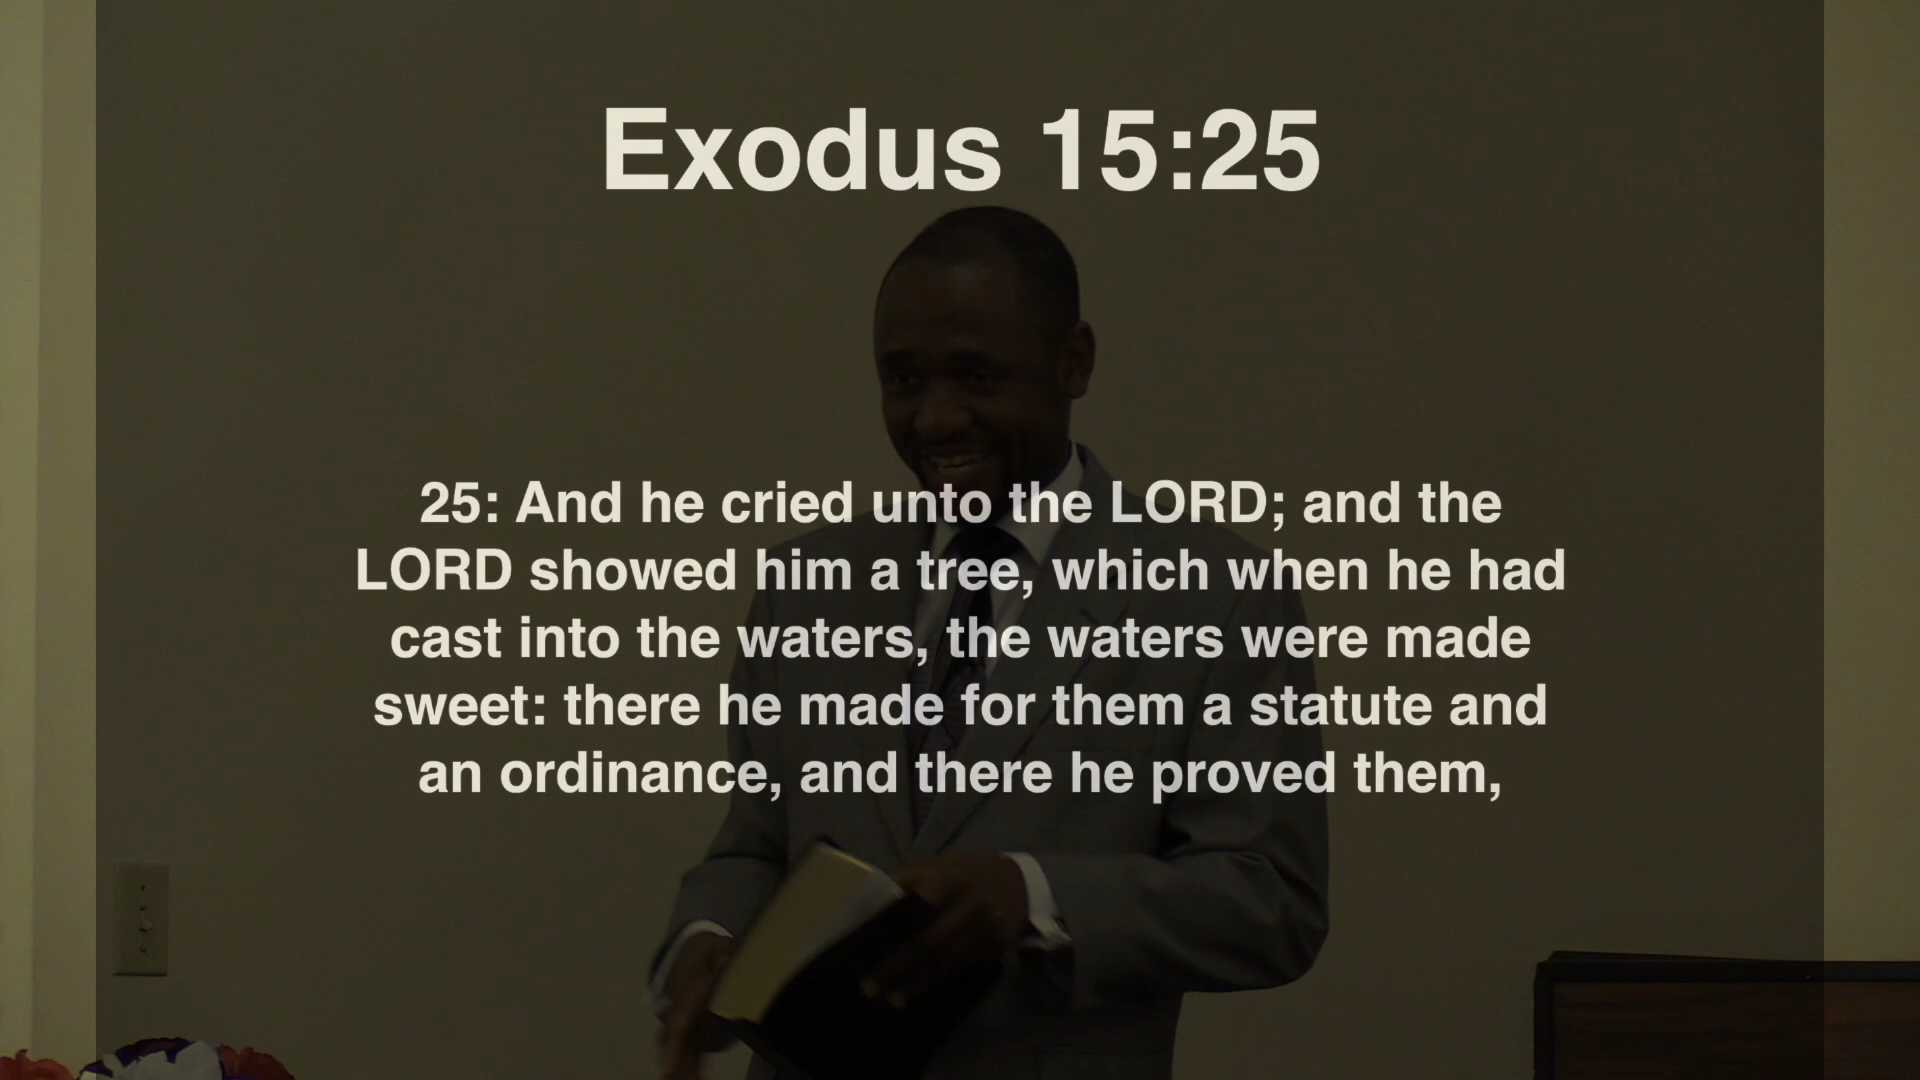 Exodus 15:25
25: And he cried unto the LORD; and the
LORD showed him a tree, which when he had
cast into the waters, the waters were made
sweet: there he made for them a statute and
an ordinance, and there he proved them,